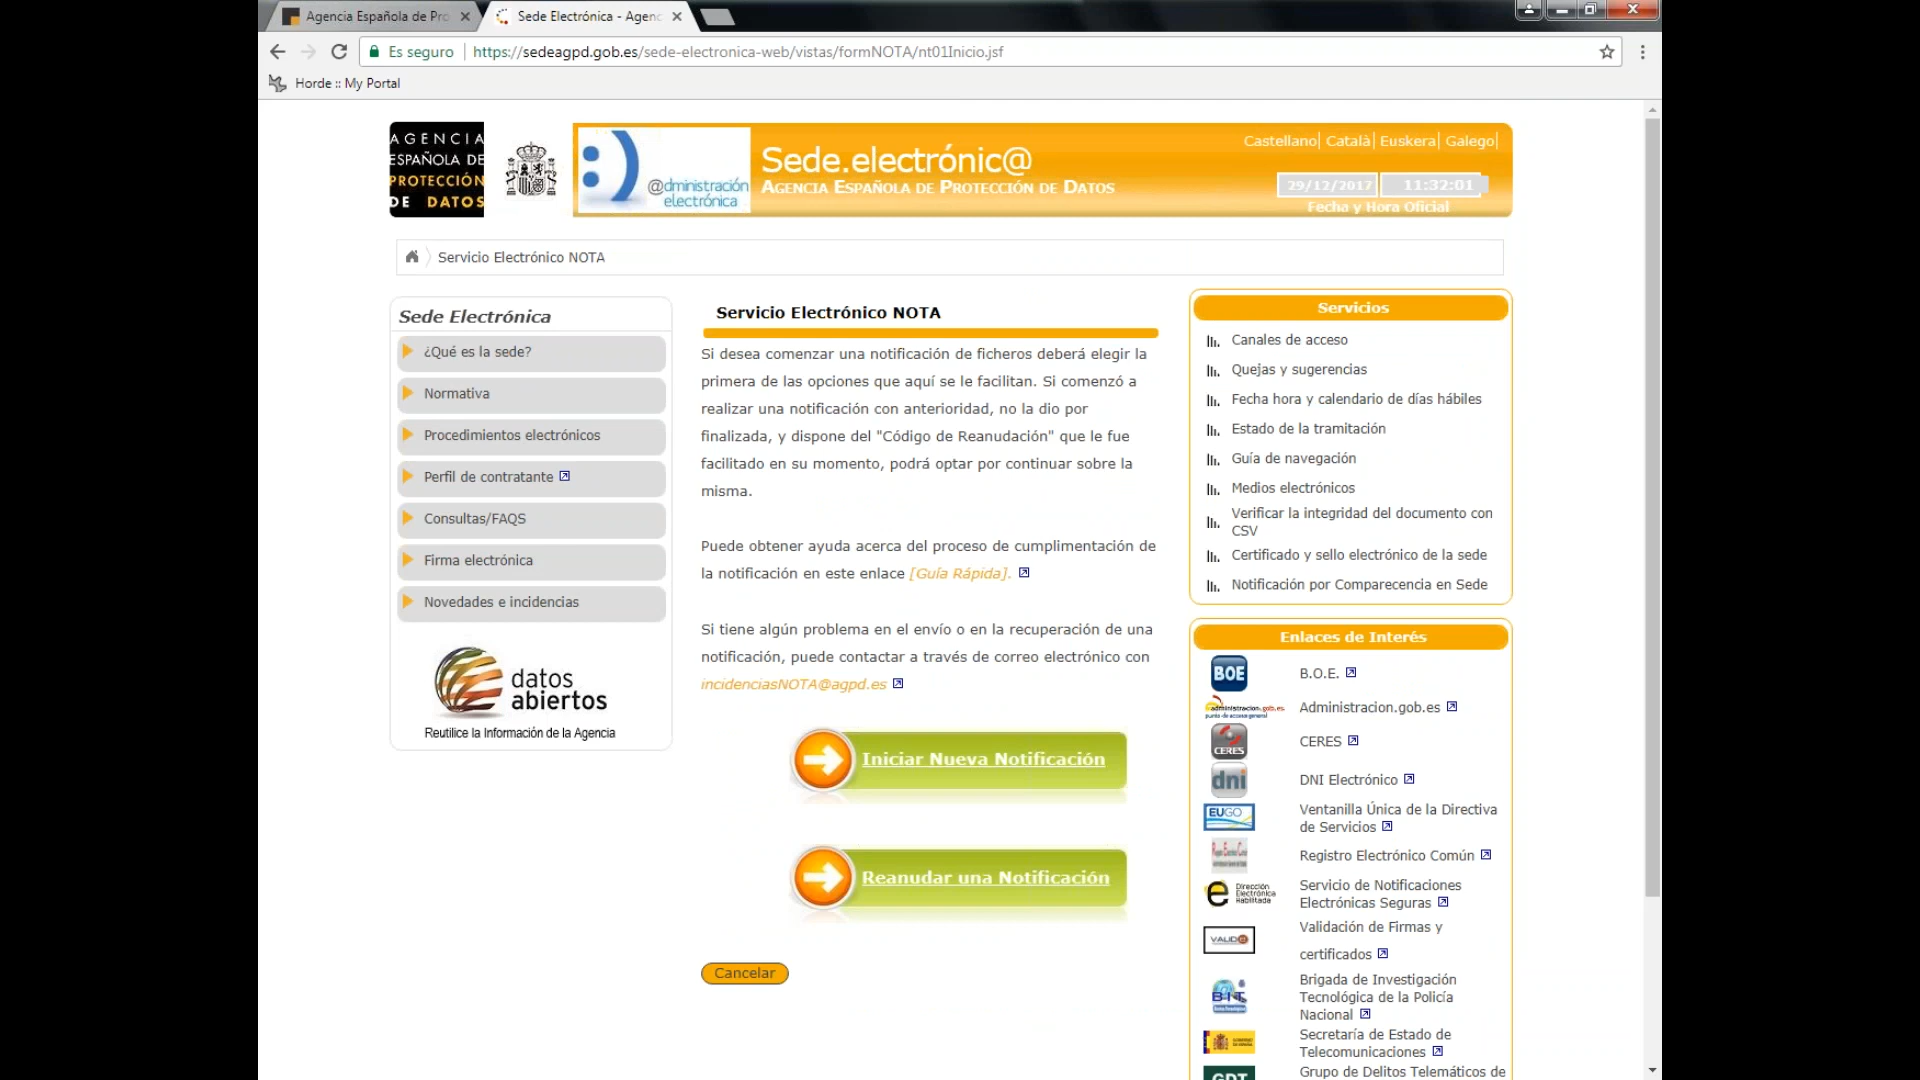 Agencia Española de Pro
Sede Electrónica - Agenc
Es seguro
https://sedeagpd.gob.es/sede-electronica-web/vistas/formNOTA/nt01Inicio.jsf
Horde :: My Portal
AGENCIA
ESPAÑOLA DE
PROTECCIÓN
DE DATOS
@dministración
electrónica
Sede.electrónic@
AGENCIA ESPAÑOLA DE PROTECCIÓN DE DATOS
Castellano| Català| Euskera| Galego|
29/12/2017 11:32:01
Fecha y Hora Oficial
Servicio Electrónico NOTA
Sede Electrónica
¿Qué es la sede?
Normativa
Procedimientos electrónicos
Perfil de contratante
Consultas/FAQS
Firma electrónica
Novedades e incidencias
datos
abiertos
Reutilice la Información de la Agencia
Servicio Electrónico NOTA
Si desea comenzar una notificación de ficheros deberá elegir la
primera de las opciones que aquí se le facilitan. Si comenzó a
realizar una notificación con anterioridad, no la dio por
finalizada, y dispone del "Código de Reanudación" que le fue
facilitado en su momento, podrá optar por continuar sobre la
misma.
Puede obtener ayuda acerca del proceso de cumplimentación de
la notificación en este enlace [Guía Rápida].
Si tiene algún problema en el envío o en la recuperación de una
notificación, puede contactar a través de correo electrónico con
incidenciasNOTA@agpd.es
Iniciar Nueva Notificación
Reanudar una Notificación
Cancelar
Servicios
Canales de acceso
Quejas y sugerencias
Fecha hora y calendario de días hábiles
Estado de la tramitación
Guía de navegación
Medios electrónicos
Verificar la integridad del documento con
CSV
Certificado y sello electrónico de la sede
Notificación por Comparecencia en Sede
Enlaces de Interés
BOE
B.O.E.
administracion.gob.es
punto de acceso general
Administracion.gob.es
CERES
CERES
dni
DNI Electrónico
EUGO
Ventanilla Única de la Directiva
de Servicios
Registro Electrónico Común
Dirección
Electrónica
Habilitada
Servicio de Notificaciones
Electrónicas Seguras
VALIDe
Validación de Firmas y
certificados
B.I.T.
Brigada de Investigación
Tecnológica de la Policía
Nacional
Secretaría de Estado de
Telecomunicaciones
GDT
Grupo de Delitos Telemáticos de